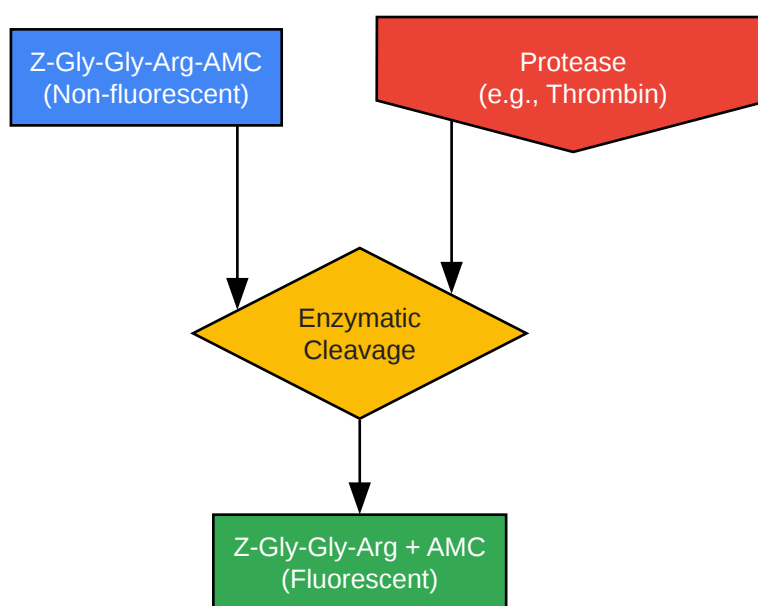 Z-Gly-Gly-Arg-AMC
(Non-fluorescent)
Protease
(e.g., Thrombin)
Enzymatic
Cleavage
Z-Gly-Gly-Arg + AMC
(Fluorescent)